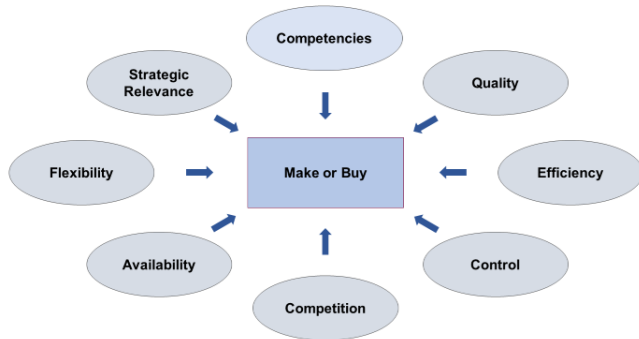 Competencies
Strategic
Relevance
Quality
Flexibility
Make or Buy
Efficiency
Availability
Control
Competition